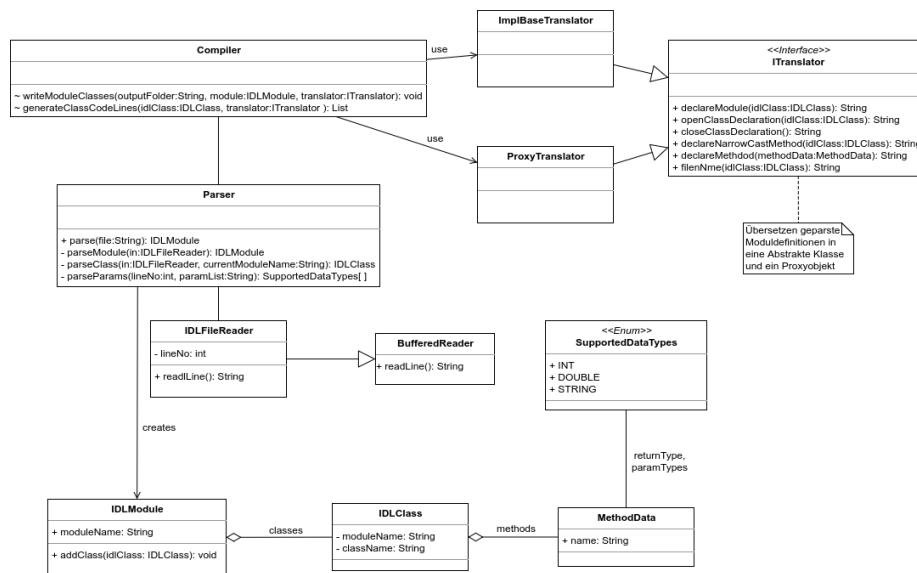 ImplBaseTranslator
Compiler
use
<<Interface>>
ITranslator
~ writeModuleClasses(outputFolder:String, module:IDLModule, translator:ITranslator): void
~ generateClassCodeLines(idlClass:IDLClass, translator:ITranslator ): List
+ declareModule(idlClass:IDLClass): String
+ openClassDeclaration(idlClass:IDLClass): String
+ closeClassDeclaration(): String
+ declareNarrowCastMethod(idlClass:IDLClass): String
+ declareMethdod(methodData:MethodData): String
+ filenNme(idlClass:IDLClass): String
use
ProxyTranslator
Parser
+ parse(file:String): IDLModule
- parseModule(in:IDLFileReader): IDLModule
- parseClass(in:IDLFileReader, currentModuleName:String): IDLClass
- parseParams(lineNo:int, paramList:String): SupportedDataTypes[ ]
Übersetzen geparste
Moduldefinitionen in
eine Abstrakte Klasse
und ein Proxyobjekt
IDLFileReader
- lineNo: int
+ readlLine(): String
BufferedReader
+ readLine(): String
<<Enum>>
SupportedDataTypes
+ INT
+ DOUBLE
+ STRING
creates
returnType,
paramTypes
IDLModule
+ moduleName: String
+ addClass(idlClass: IDLClass): void
classes
IDLClass
- moduleName: String
- className: String
methods
MethodData
+ name: String